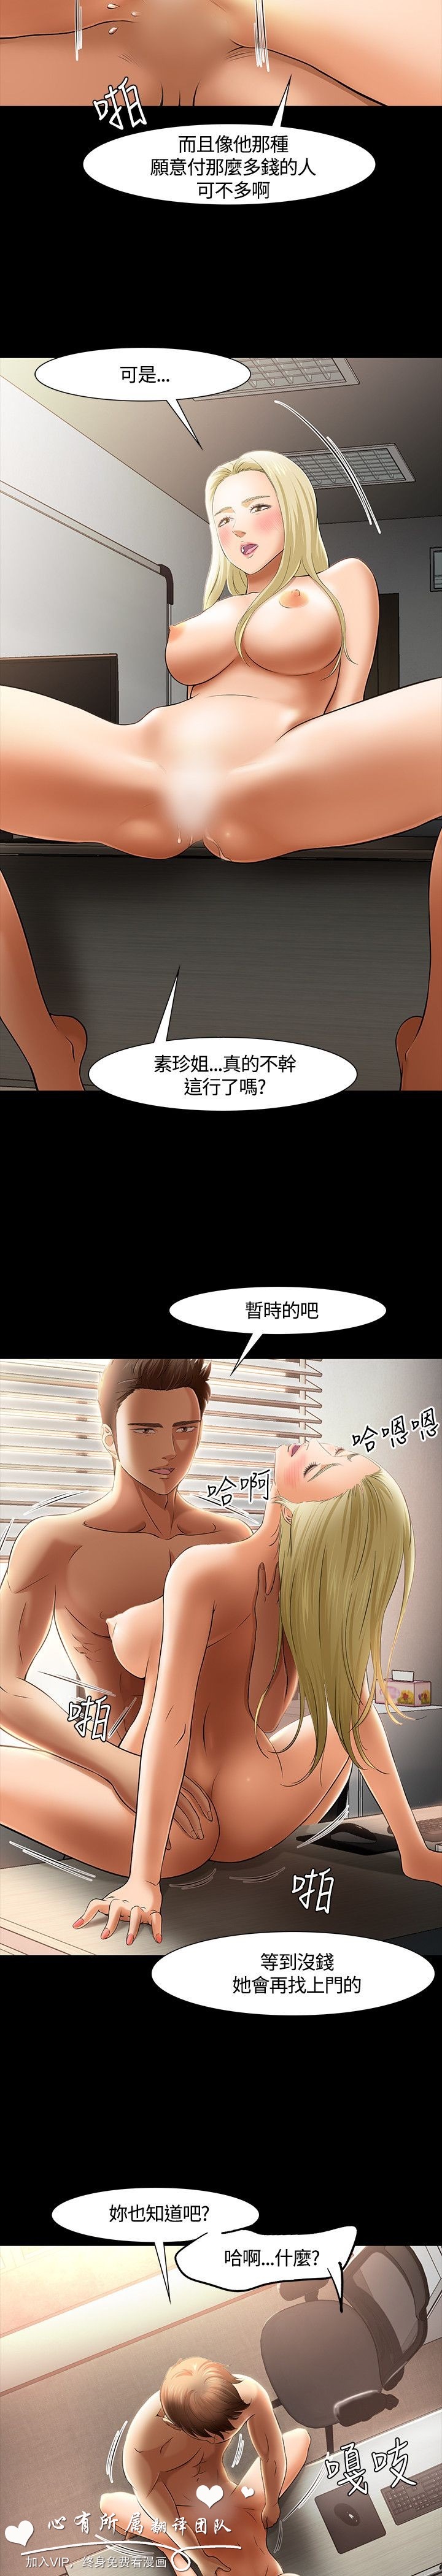 啪
而且像他那種
願意付那麼多錢的人
可不多啊
可是...
素珍姐...真的不幹
這行了嗎?
暫時的吧
哈嗯嗯
哈啊
啪
啪
等到沒錢
她會再找上門的
妳也知道吧?
哈啊...什麼?
嘎吱
心有所属翻译团队
加入VIP，终身免费看漫画